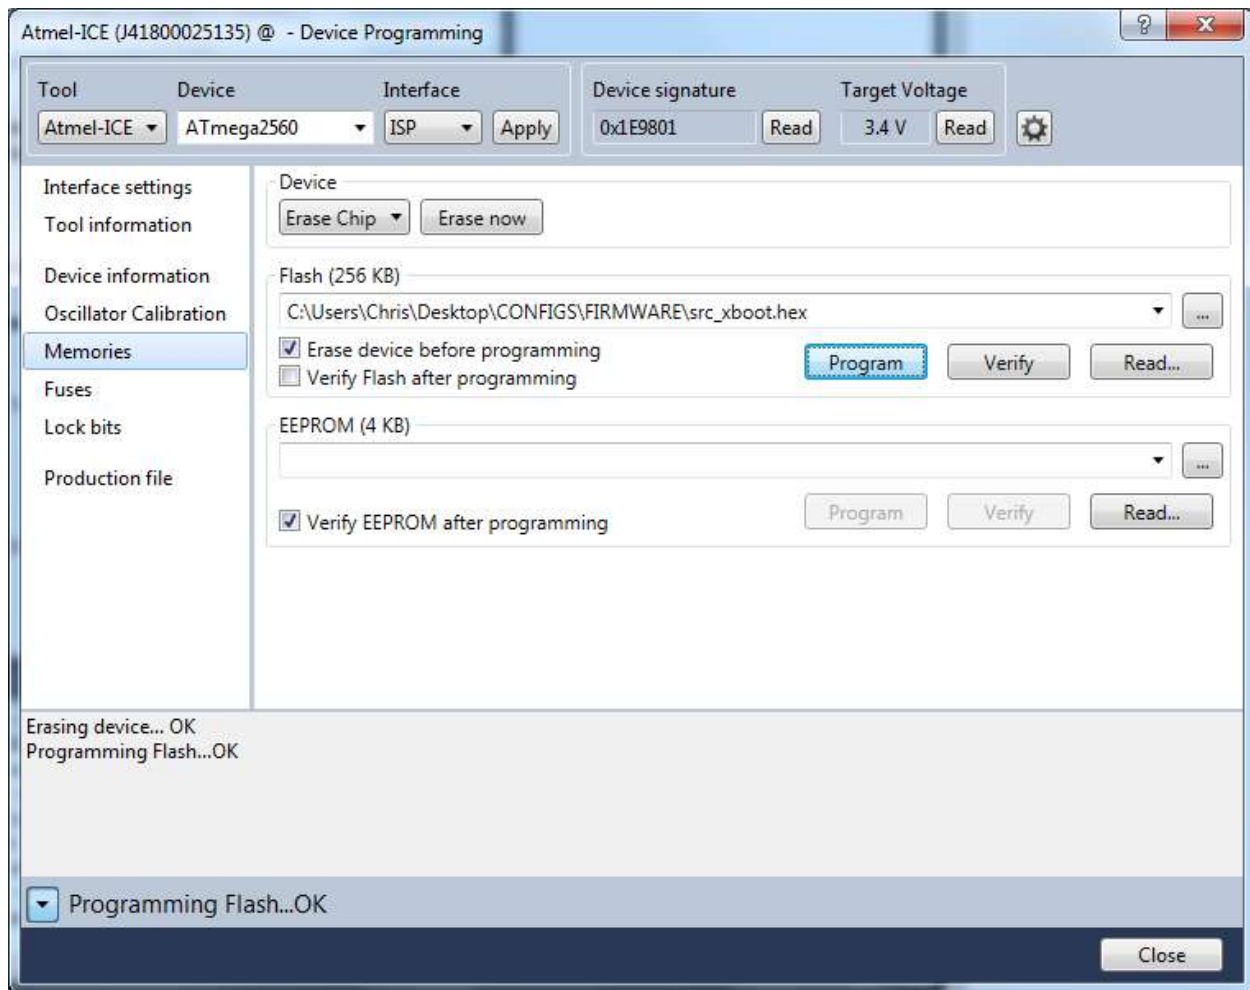 Atmel-ICE (J41800025135) @  - Device Programming
Tool Device Interface Device signature Target Voltage
Atmel-ICE ATmega2560 ISP Apply 0x1E9801 Read 3.4 V Read
Interface settings
Tool information
Device information
Oscillator Calibration
Memories
Fuses
Lock bits
Production file
Device
Erase Chip Erase now
Flash (256 KB)
C:\Users\Chris\Desktop\CONFIGS\FIRMWARE\src_xboot.hex ...
Erase device before programming
Verify Flash after programming
Program Verify Read...
EEPROM (4 KB)
...
Verify EEPROM after programming
Program Verify Read...
Erasing device... OK
Programming Flash...OK
Programming Flash...OK
Close